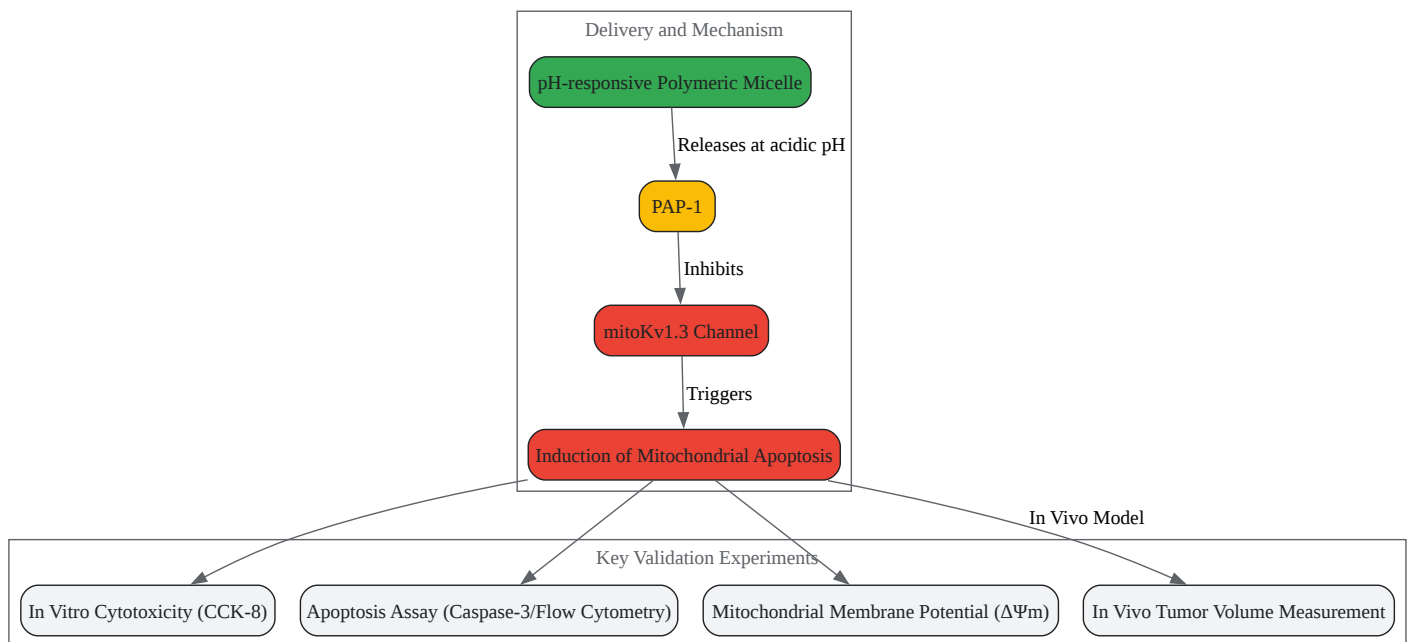 Delivery and Mechanism
pH-responsive Polymeric Micelle
Releases at acidic pH
PAP-1
Inhibits
mitoKv1.3 Channel
Triggers
Induction of Mitochondrial Apoptosis
In Vivo Model
Key Validation Experiments
In Vitro Cytotoxicity (CCK-8)
Apoptosis Assay (Caspase-3/Flow Cytometry)
Mitochondrial Membrane Potential (ΔΨm)
In Vivo Tumor Volume Measurement